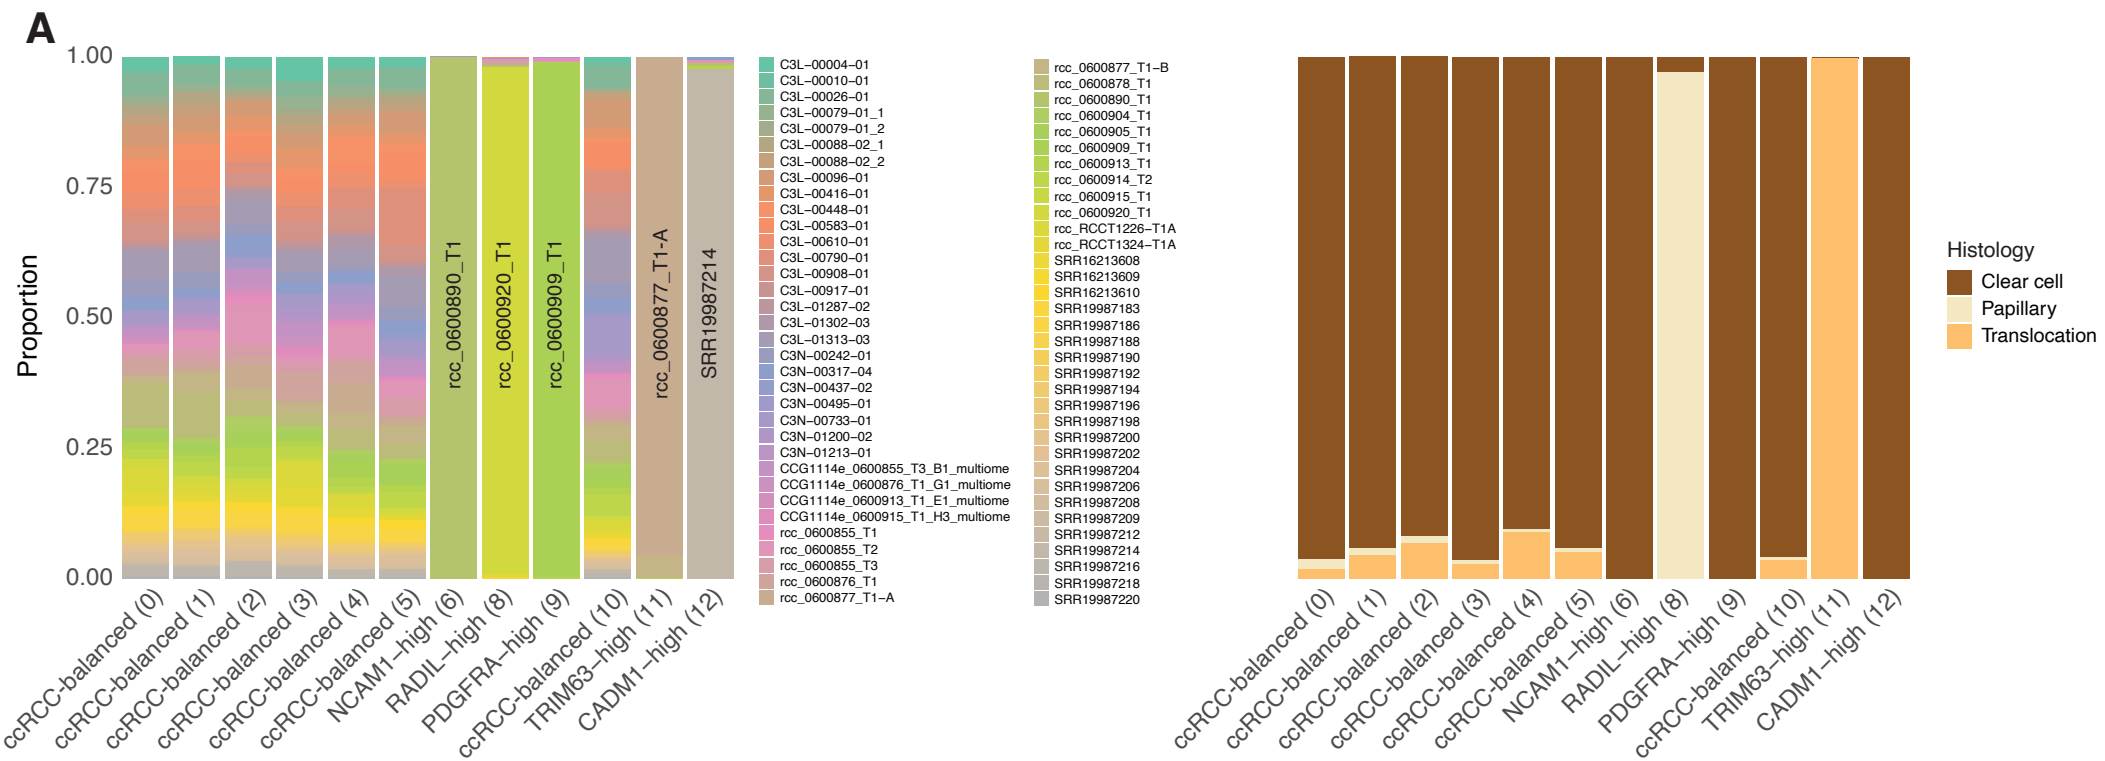 A
Proportion
1.00
0.75
0.50
0.25
0.00
rcc_0600890_T1
rcc_0600920_T1
rcc_0600909_T1
rcc_0600877_T1-A
SRR19987214
ccRCC-balanced (0)
ccRCC-balanced (1)
ccRCC-balanced (2)
ccRCC-balanced (3)
ccRCC-balanced (4)
ccRCC-balanced (5)
NCAM1−high (6)
RADIL−high (8)
PDGFRA−high (9)
ccRCC-balanced (10)
TRIM63−high (11)
CADM1−high (12)
C3L−00004−01
C3L−00010−01
C3L−00026−01
C3L−00079−01_1
C3L−00079−01_2
C3L−00088−02_1
C3L−00088−02_2
C3L−00096−01
C3L−00416−01
C3L−00448−01
C3L−00583−01
C3L−00610−01
C3L−00790−01
C3L−00908−01
C3L−00917−01
C3L−01287−02
C3L−01302−03
C3L−01313−03
C3N−00242−01
C3N−00317−04
C3N−00437−02
C3N−00495−01
C3N−00733−01
C3N−01200−02
C3N−01213−01
CCG1114e_0600855_T3_B1_multiome
CCG1114e_0600876_T1_G1_multiome
CCG1114e_0600913_T1_E1_multiome
CCG1114e_0600915_T1_H3_multiome
rcc_0600855_T1
rcc_0600855_T2
rcc_0600855_T3
rcc_0600876_T1
rcc_0600877_T1−A
rcc_0600877_T1−B
rcc_0600878_T1
rcc_0600890_T1
rcc_0600904_T1
rcc_0600905_T1
rcc_0600909_T1
rcc_0600913_T1
rcc_0600914_T2
rcc_0600915_T1
rcc_0600920_T1
rcc_RCCT1226−T1A
rcc_RCCT1324−T1A
SRR16213608
SRR16213609
SRR16213610
SRR19987183
SRR19987186
SRR19987188
SRR19987190
SRR19987192
SRR19987194
SRR19987196
SRR19987198
SRR19987200
SRR19987202
SRR19987204
SRR19987206
SRR19987208
SRR19987209
SRR19987212
SRR19987214
SRR19987216
SRR19987218
SRR19987220
ccRCC-balanced (0)
ccRCC-balanced (1)
ccRCC-balanced (2)
ccRCC-balanced (3)
ccRCC-balanced (4)
ccRCC-balanced (5)
NCAM1−high (6)
RADIL−high (8)
PDGFRA−high (9)
ccRCC-balanced (10)
TRIM63−high (11)
CADM1−high (12)
Histology
Clear cell
Papillary
Translocation